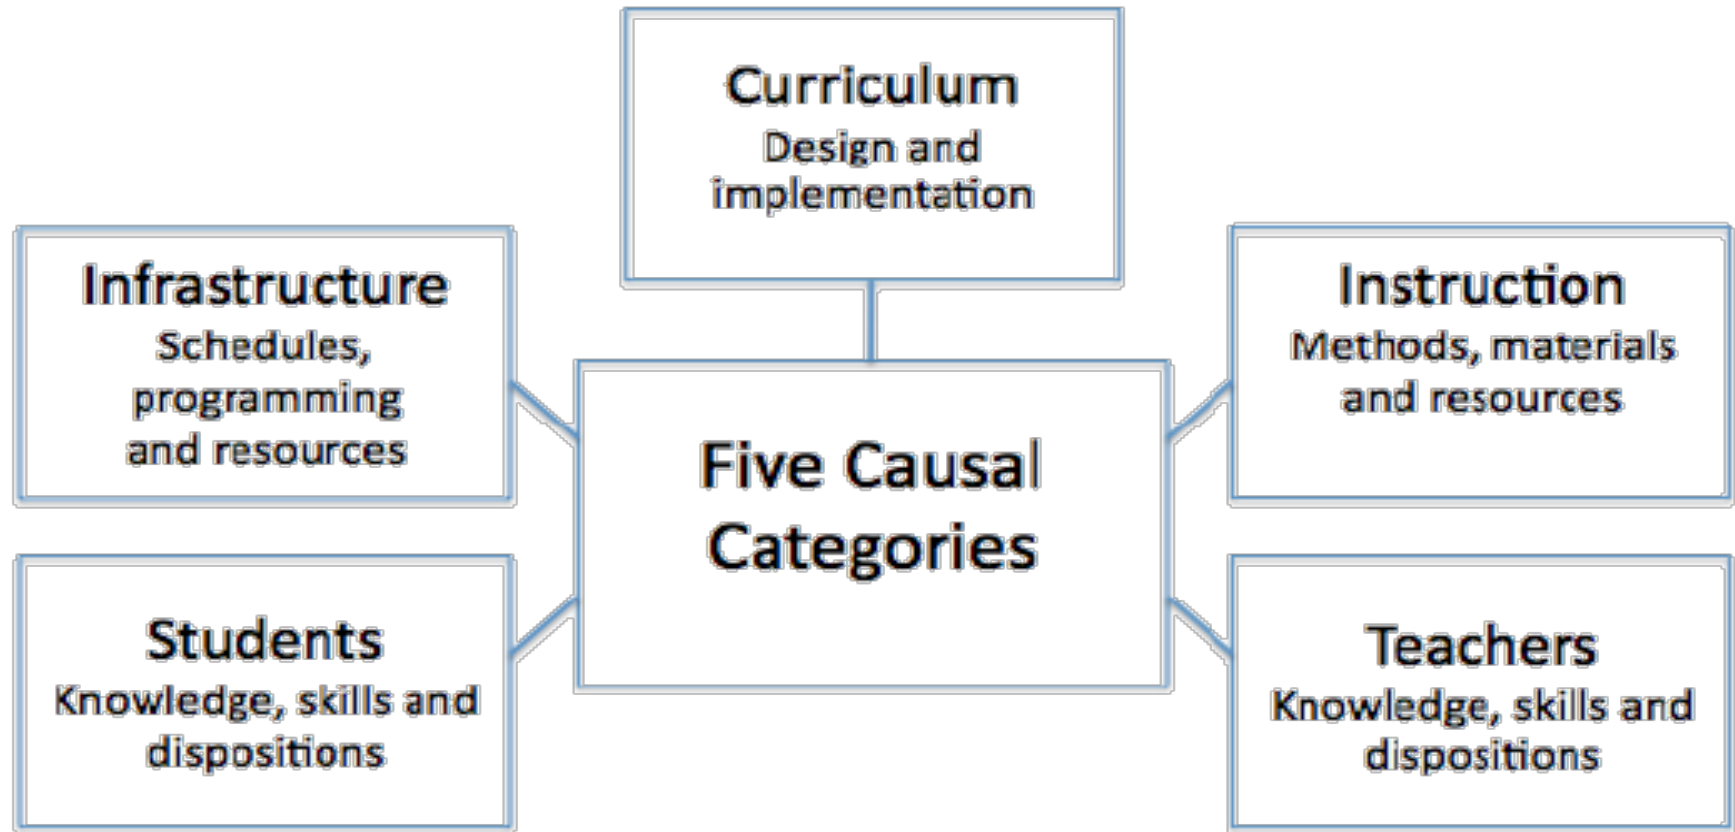 Curriculum
Design and
implementation
Infrastructure
Schedules,
programming
and resources
Instruction
Methods, materials
and resources
Five Causal
Categories
Students
Knowledge, skills and
dispositions
Teachers
Knowledge, skills and
dispositions